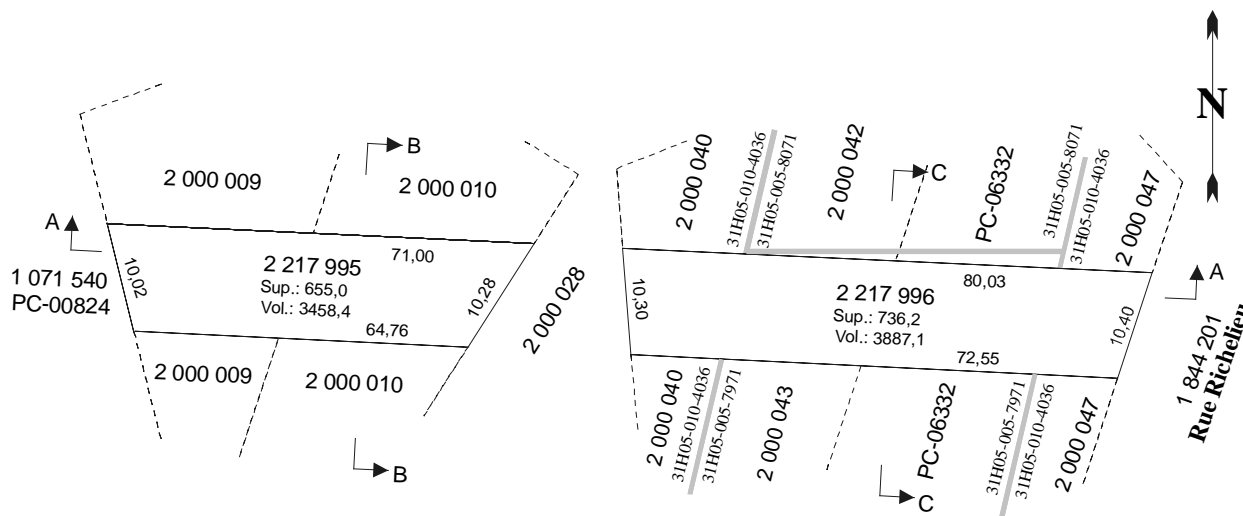 N
B
2 000 009
2 000 010
A
71,00
10,02
2 217 995
Sup.: 655,0
Vol.: 3458,4
10,28
1 071 540
PC-00824
64,76
2 000 028
2 000 009
2 000 010
B
2 000 040
31H05-010-4036
31H05-005-8071
2 000 042
C
PC-06332
31H05-005-8071
31H05-010-4036
2 000 047
A
80,03
10,30
2 217 996
Sup.: 736,2
Vol.: 3887,1
10,40
72,55
1 844 201
Rue Richelieu
2 000 040
31H05-010-4036
31H05-005-7971
2 000 043
PC-06332
31H05-005-7971
31H05-010-4036
2 000 047
C